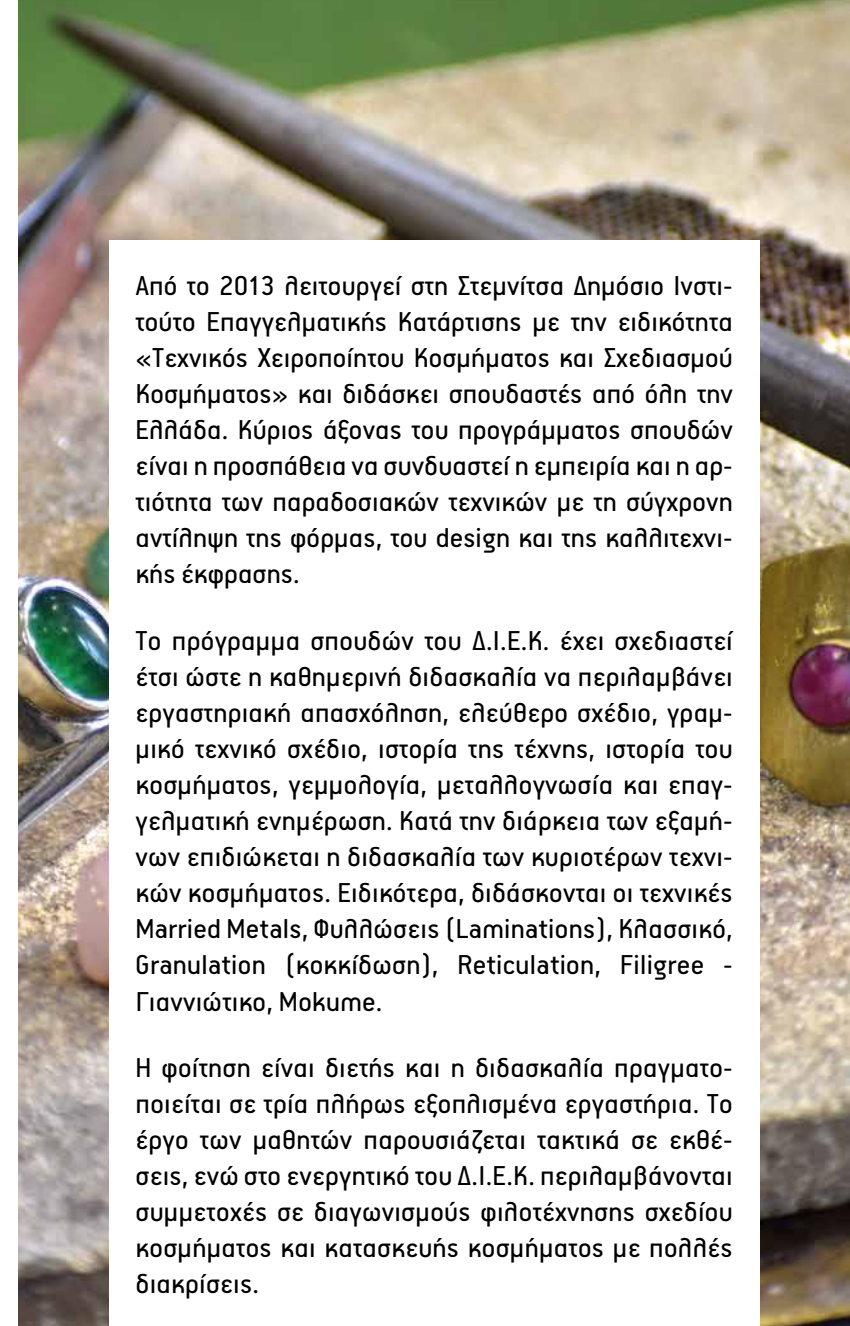 Από το 2013 λειτουργεί στη Στεμνίτσα Δημόσιο Ινστι-
τούτο Επαγγελματικής Κατάρτισης με την ειδικότητα
«Τεχνικός Χειροποίητου Κοσμήματος και Σχεδιασμού
Κοσμήματος» και διδάσκει σπουδαστές από όλη την
Ελλάδα. Κύριος άξονας του προγράμματος σπουδών
είναι η προσπάθεια να συνδυαστεί η εμπειρία και η αρ-
τιότητα των παραδοσιακών τεχνικών με τη σύγχρονη
αντίληψη της φόρμας, του design και της καλλιτεχνι-
κής έκφρασης.
Το πρόγραμμα σπουδών του Δ.Ι.Ε.Κ. έχει σχεδιαστεί
έτσι ώστε η καθημερινή διδασκαλία να περιλαμβάνει
εργαστηριακή απασχόληση, ελεύθερο σχέδιο, γραμ-
μικό τεχνικό σχέδιο, ιστορία της τέχνης, ιστορία του
κοσμήματος, γεμμολογία, μεταλλογνωσία και επαγ-
γελματική ενημέρωση. Κατά την διάρκεια των εξαμή-
νων επιδιώκεται η διδασκαλία των κυριοτέρων τεχνι-
κών κοσμήματος. Ειδικότερα, διδάσκονται οι τεχνικές
Married Metals, Φυλλώσεις (Laminations), Κλασσικό,
Granulation (κοκκίδωση), Reticulation, Filigree -
Γιαννιώτικο, Mokume.
Η φοίτηση είναι διετής και η διδασκαλία πραγματο-
ποιείται σε τρία πλήρως εξοπλισμένα εργαστήρια. Το
έργο των μαθητών παρουσιάζεται τακτικά σε εκθέ-
σεις, ενώ στο ενεργητικό του Δ.Ι.Ε.Κ. περιλαμβάνονται
συμμετοχές σε διαγωνισμούς φιλοτέχνησης σχεδίου
κοσμήματος και κατασκευής κοσμήματος με πολλές
διακρίσεις.